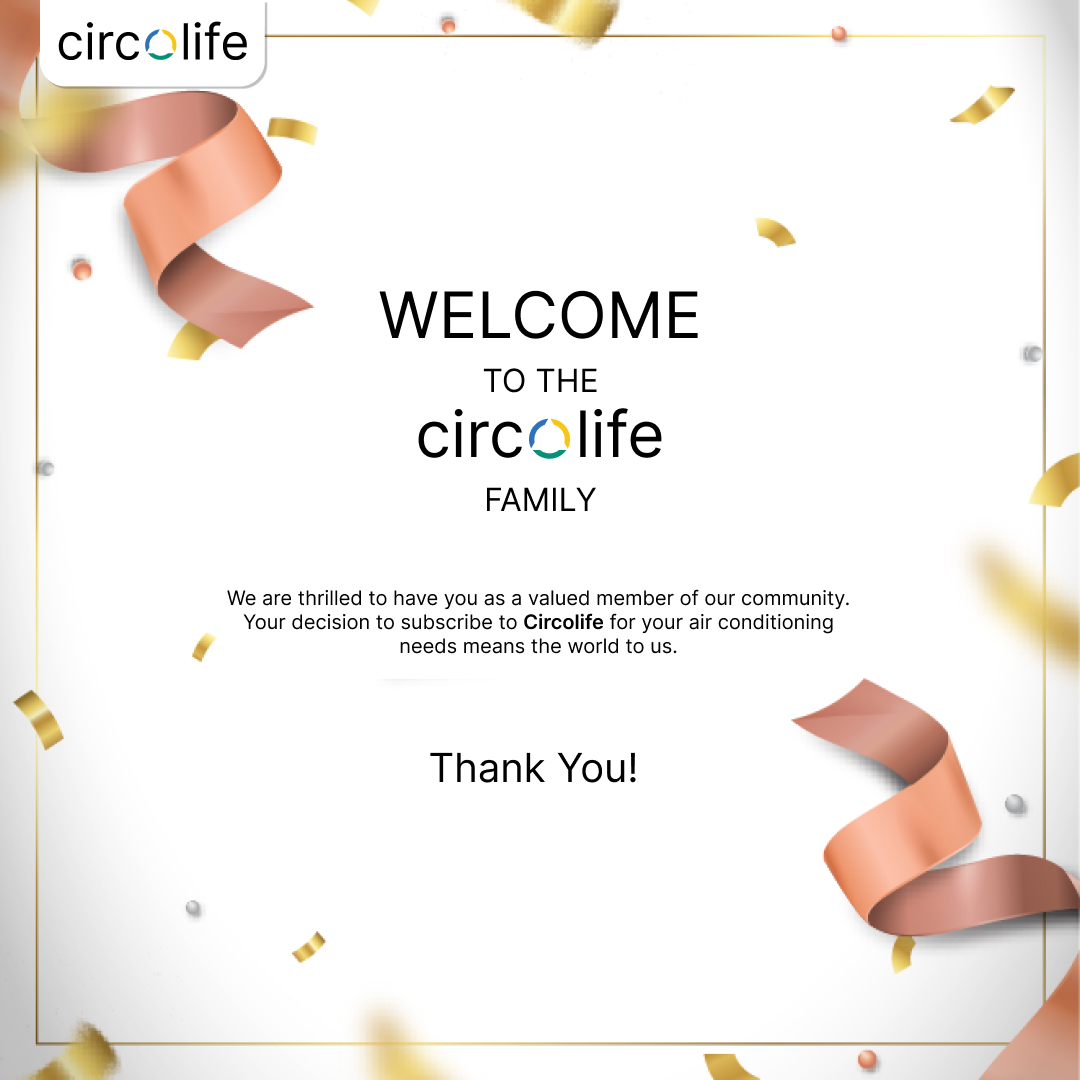 circolife
WELCOME
TO THE
circolife
FAMILY
We are thrilled to have you as a valued member of our community.
Your decision to subscribe to Circolife for your air conditioning
needs means the world to us.
Thank You!